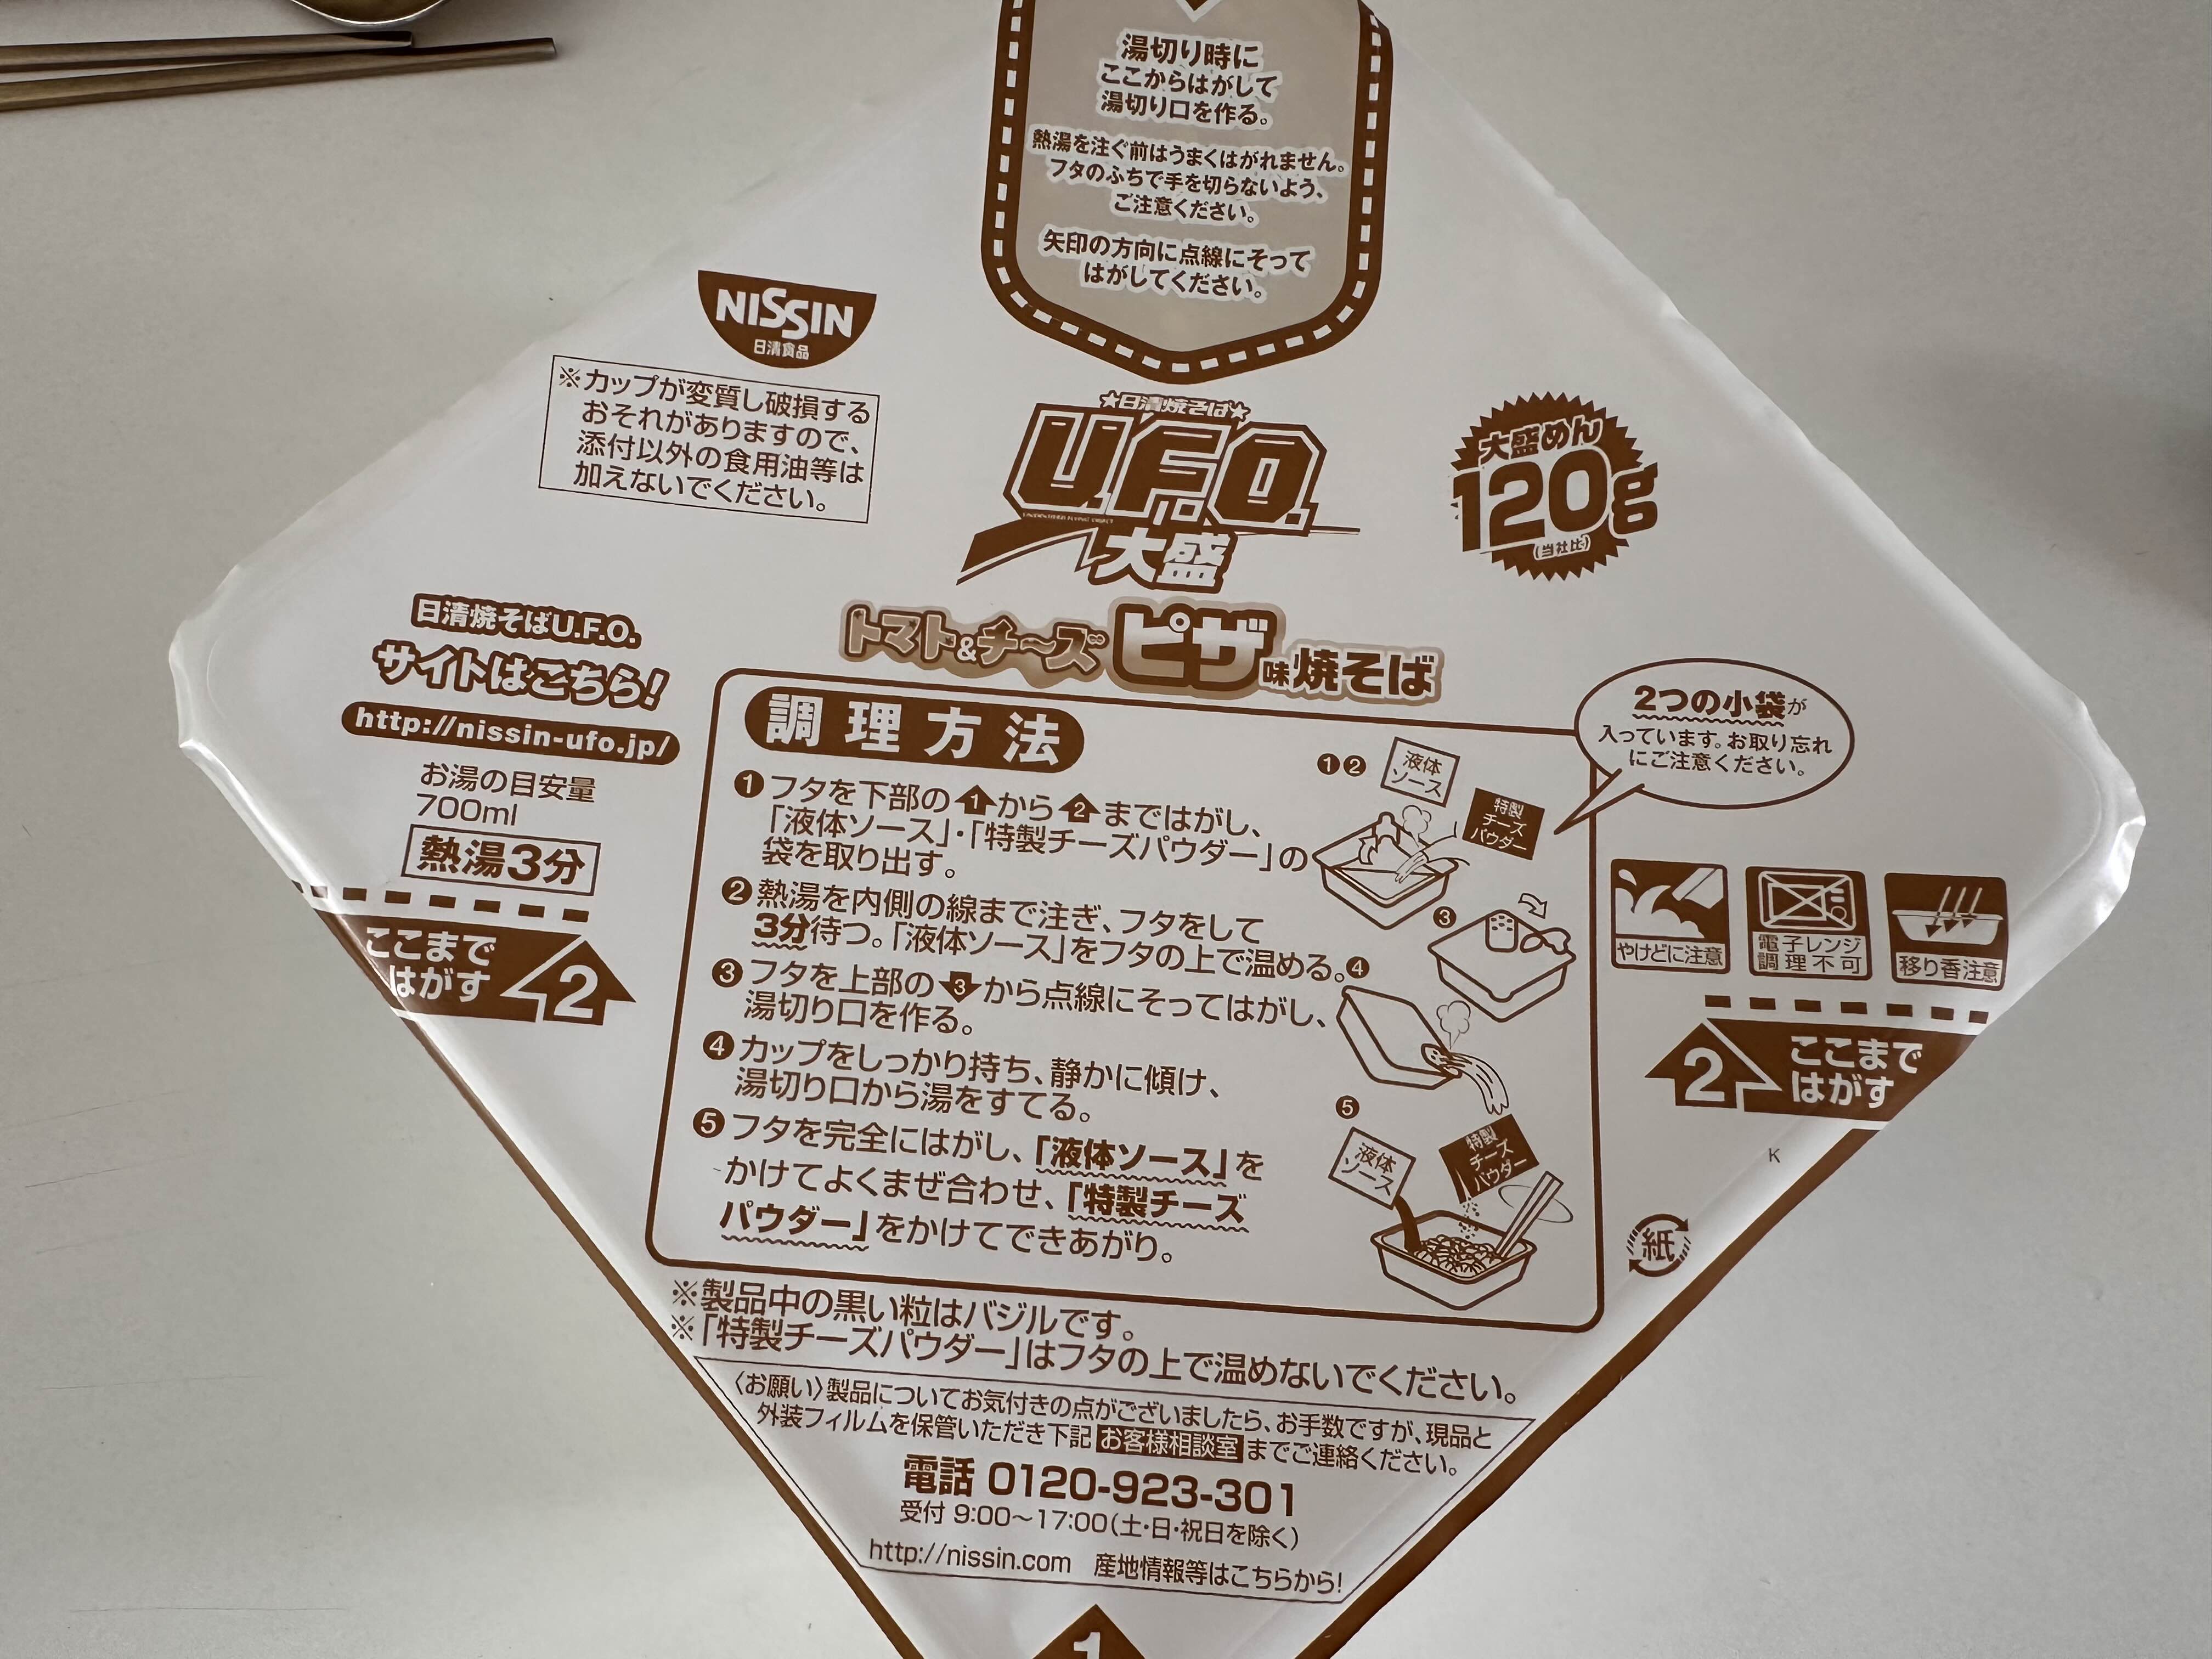 湯切り時に
ここからはがして
湯切り口を作る。
熱湯を注ぐ前はうまくはがれません。
フタのふちで手を切らないよう、
ご注意ください。
矢印の方向に点線にそって
はがしてください。
NISSIN
日清食品
※カップが変質し破損する
おそれがありますので、
添付以外の食用油等は
加えないでください。
★日清焼そば★
U.F.O.
大盛
大盛めん
120g
(当社比)
トマト&チーズ ピザ味焼そば
日清焼そばU.F.O.
サイトはこちら!
http://nissin-ufo.jp/
お湯の目安量
700ml
熱湯3分
ここまで
はがす
2
調理方法
❶フタを下部の1から2まではがし、
「液体ソース」・「特製チーズパウダー」の
袋を取り出す。
❷熱湯を内側の線まで注ぎ、フタをして
3分待つ。「液体ソース」をフタの上で温める。
❸フタを上部の3から点線にそってはがし、
湯切り口を作る。
❹カップをしっかり持ち、静かに傾け、
湯切り口から湯をすてる。
❺フタを完全にはがし、「液体ソース」を
かけてよくまぜ合わせ、「特製チーズ
パウダー」をかけてできあがり。
❶❷
液体
ソース
特製
チーズ
パウダー
❸
❹
❺
液体
ソース
特製
チーズ
パウダー
2つの小袋が
入っています。お取り忘れ
にご注意ください。
やけどに注意
電子レンジ
調理不可
移り香注意
2
ここまで
はがす
K
紙
※製品中の黒い粒はバジルです。
※「特製チーズパウダー」はフタの上で温めないでください。
〈お願い〉製品についてお気付きの点がございましたら、お手数ですが、現品と
外装フィルムを保管いただき下記お客様相談室までご連絡ください。
電話 0120-923-301
受付 9:00〜17:00(土・日・祝日を除く)
http://nissin.com 産地情報等はこちらから!
1